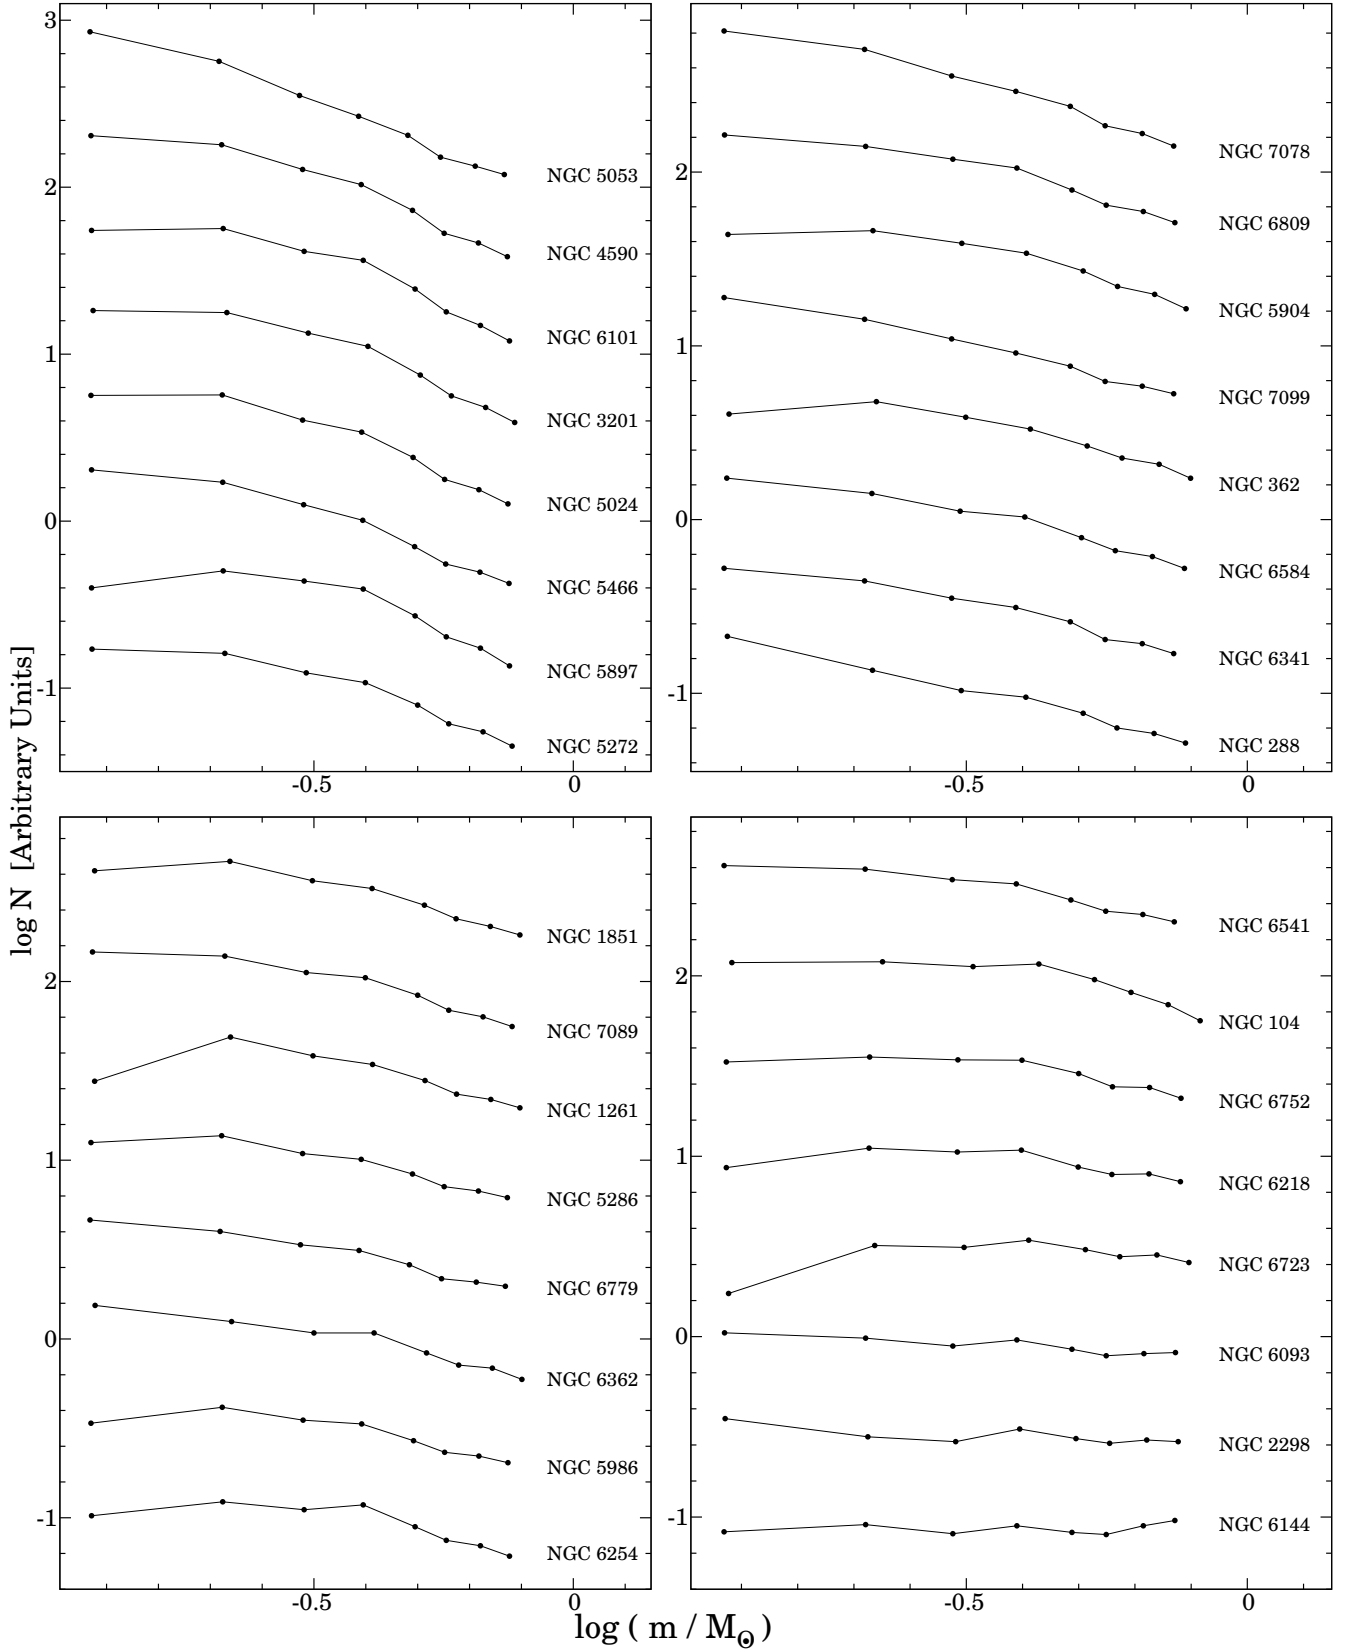 3
2
1
0
-1
-0.5
0
NGC 5053
NGC 4590
NGC 6101
NGC 3201
NGC 5024
NGC 5466
NGC 5897
NGC 5272
2
1
0
-1
-0.5
0
NGC 7078
NGC 6809
NGC 5904
NGC 7099
NGC 362
NGC 6584
NGC 6341
NGC 288
log N [Arbitrary Units]
2
1
0
-1
-0.5
0
NGC 1851
NGC 7089
NGC 1261
NGC 5286
NGC 6779
NGC 6362
NGC 5986
NGC 6254
2
1
0
-1
-0.5
0
NGC 6541
NGC 104
NGC 6752
NGC 6218
NGC 6723
NGC 6093
NGC 2298
NGC 6144
log ( m / M⊙ )